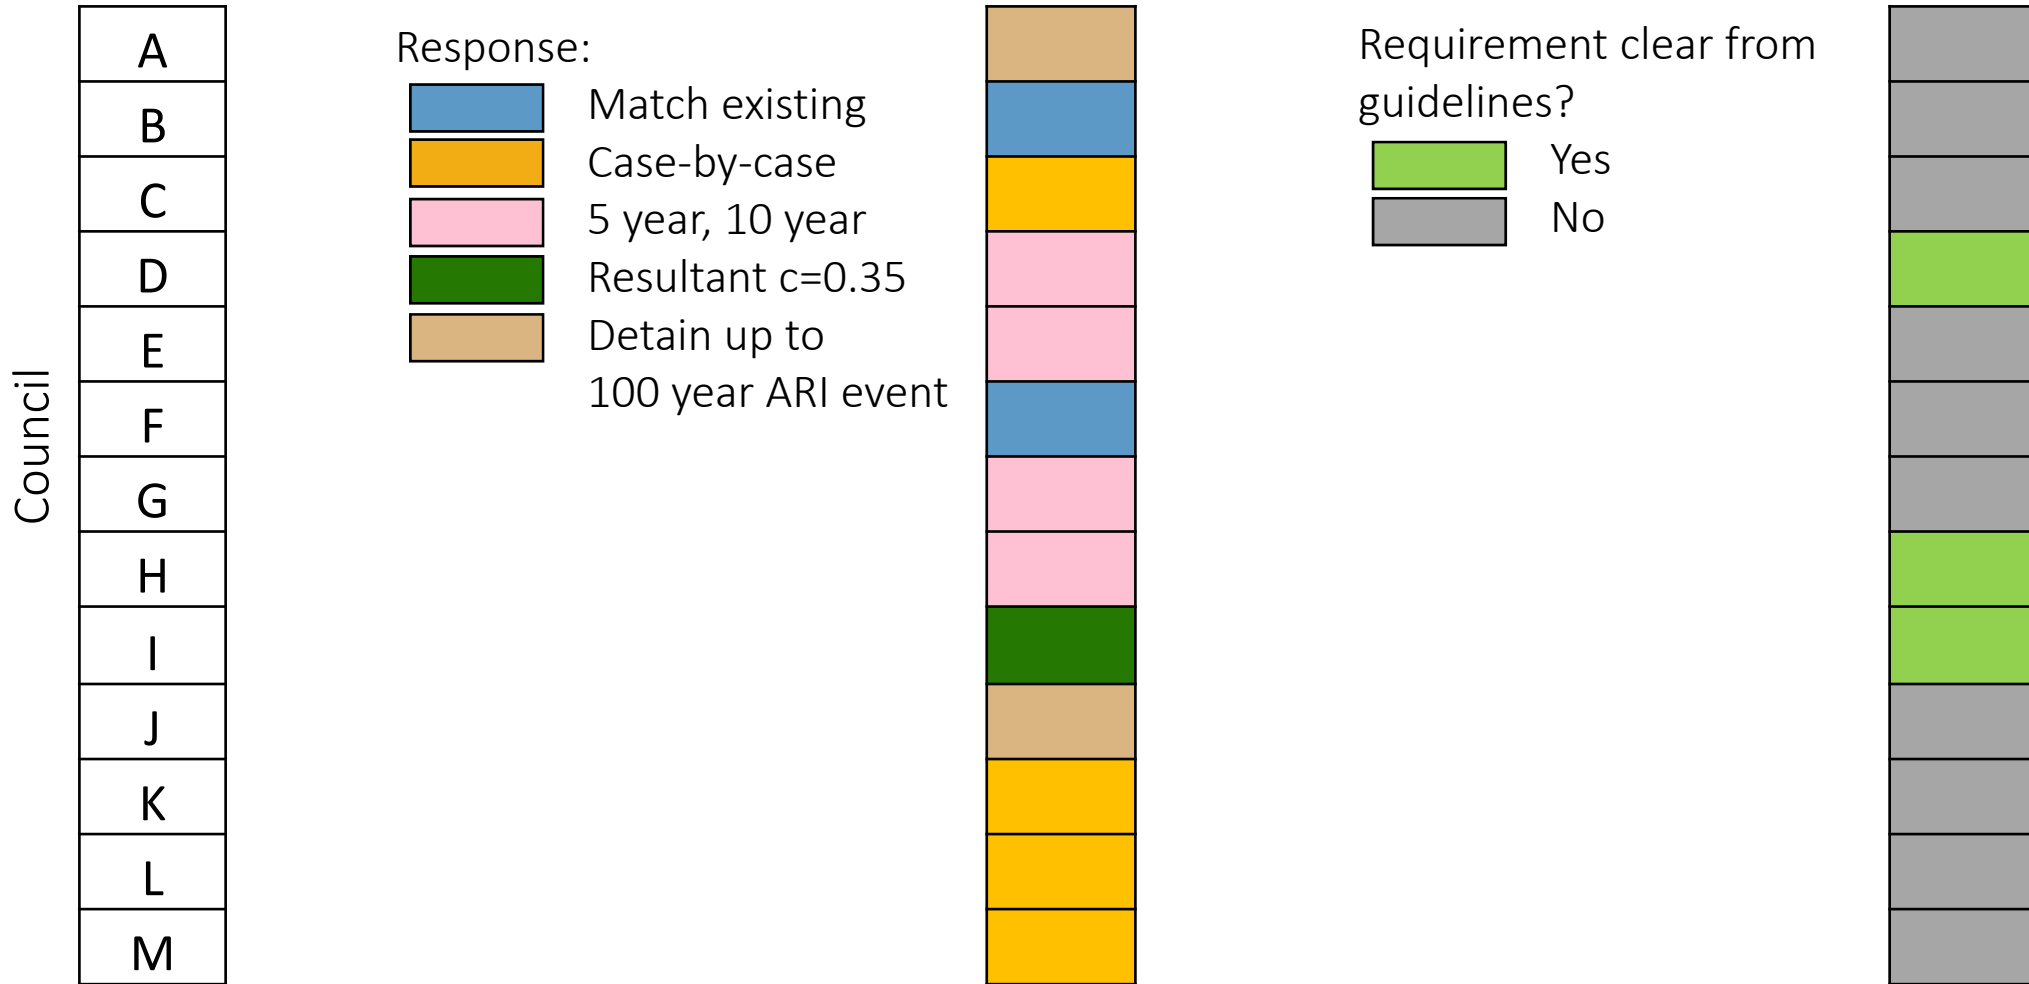 Council
A
B
C
D
E
F
G
H
I
J
K
L
M
Response:
Match existing
Case-by-case
5 year, 10 year
Resultant c=0.35
Detain up to
100 year ARI event
Requirement clear from
guidelines?
Yes
No